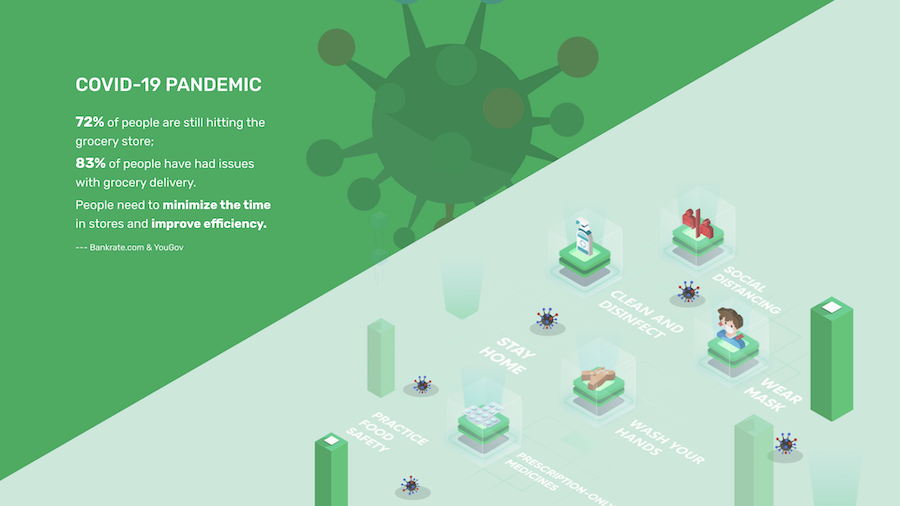 COVID-19 PANDEMIC
72% of people are still hitting the
grocery store;
83% of people have had issues
with grocery delivery.
People need to minimize the time
in stores and improve efficiency.
--- Bankrate.com & YouGov
SOCIAL
DISTANCING
CLEAN AND
DISINFECT
STAY
HOME
WEAR
MASK
PRACTICE
FOOD
SAFETY
WASH YOUR
HANDS
PRESCRIPTION-ONLY
MEDICINES